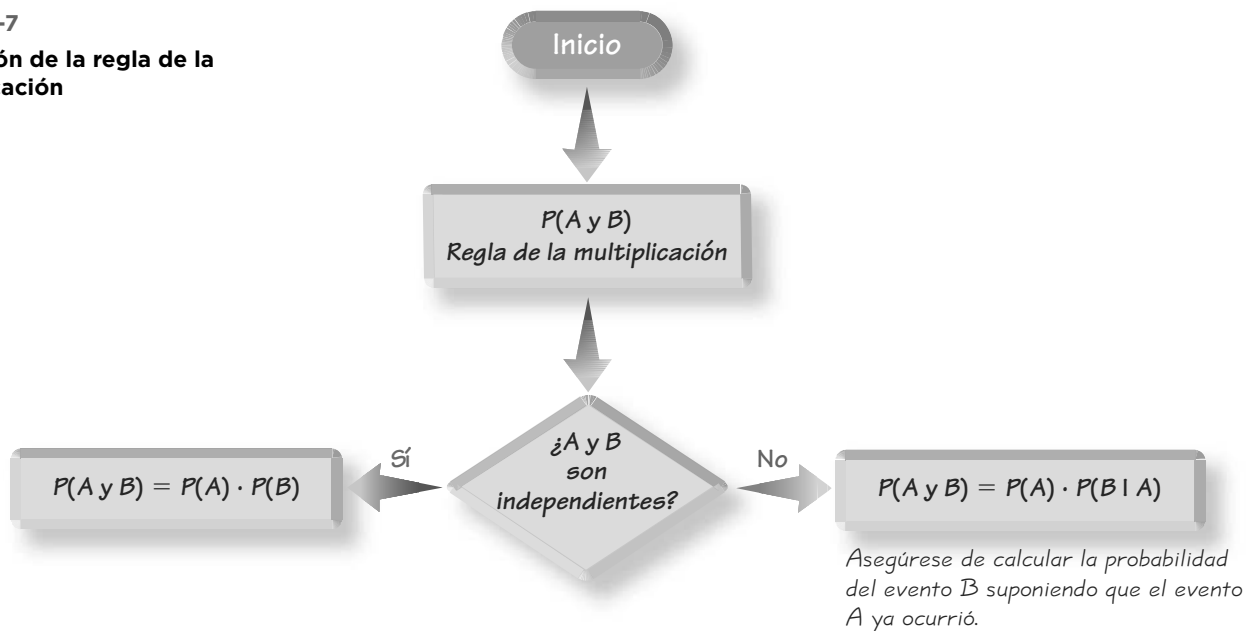 -7
ón de la regla de la
ación
Inicio
P(A y B)
Regla de la multiplicación
¿A y B
son
independientes?
Sí
No
P(A y B) = P(A) · P(B)
P(A y B) = P(A) · P(B | A)
Asegúrese de calcular la probabilidad
del evento B suponiendo que el evento
A ya ocurrió.